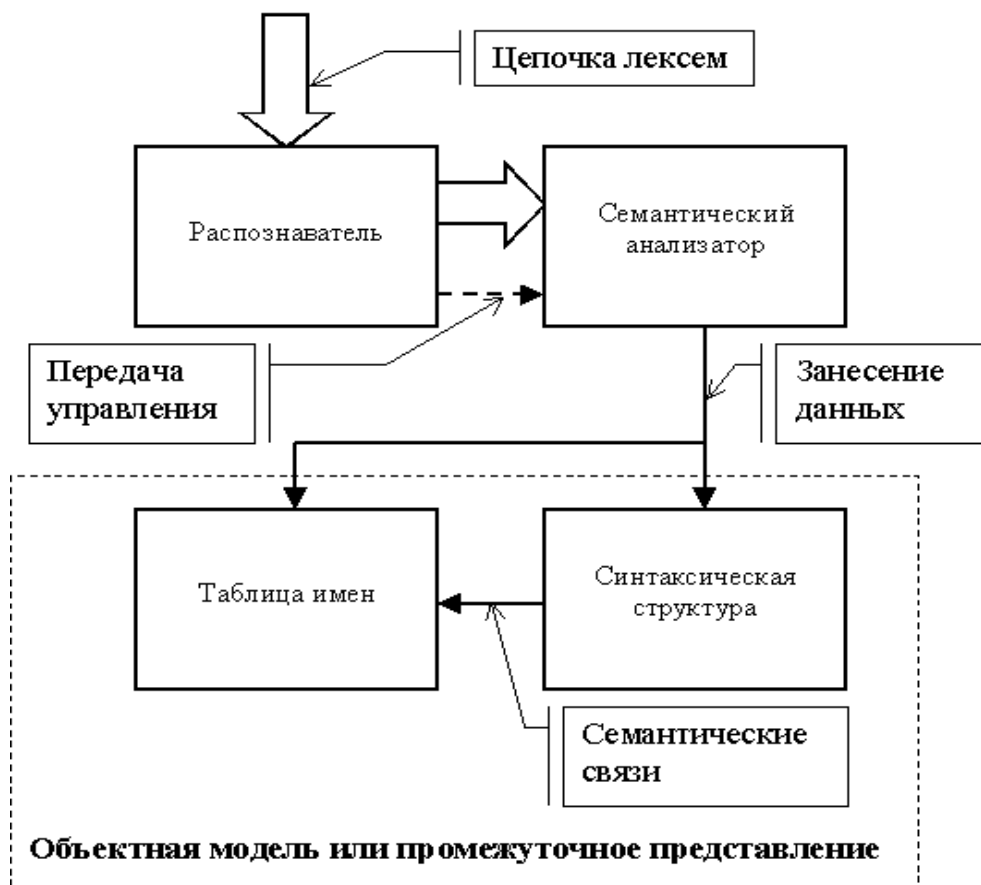 Цепочка лексем
Распознаватель
Семантический
анализатор
Передача
управления
Занесение
данных
Таблица имен
Синтаксическая
структура
Семантические
связи
Объектная модель или промежуточное представление